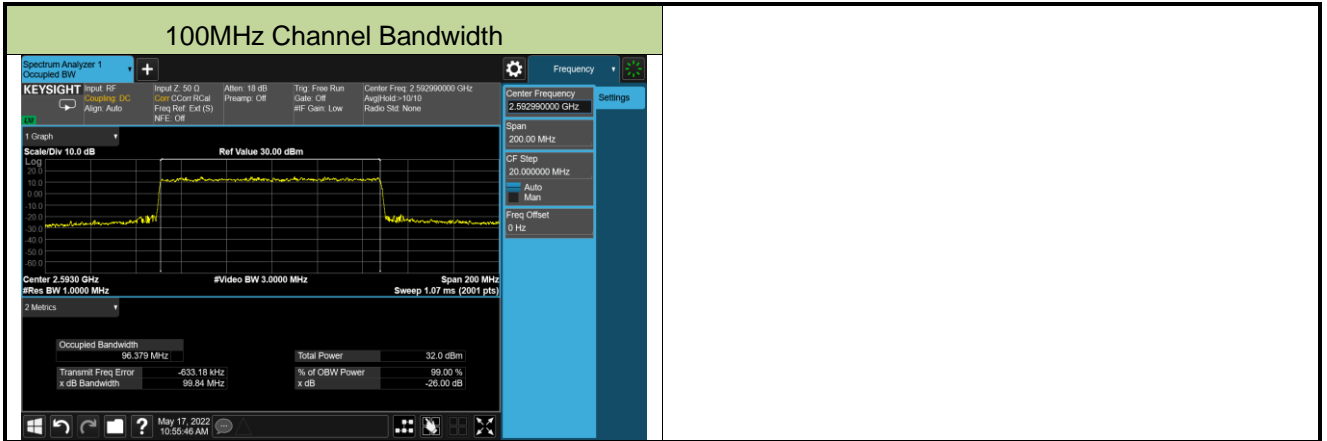 100MHz Channel Bandwidth
Spectrum Analyzer 1
Occupied BW
Frequency
KEYSIGHT
Input: RF
Coupling: DC
Align: Auto
Input Z: 50 Ω
Corr CCorr RCal
Freq Ref: Ext (S)
NFE: Off
Atten: 18 dB
Preamp: Off
Trig: Free Run
Gate: Off
#IF Gain: Low
Center Freq: 2.592990000 GHz
Avg|Hold:>10/10
Radio Std: None
Center Frequency
2.592990000 GHz
Settings
Span
200.00 MHz
CF Step
20.000000 MHz
Auto
Man
Freq Offset
0 Hz
1 Graph
Scale/Div 10.0 dB
Ref Value 30.00 dBm
Log
20.0
10.0
0.00
-10.0
-20.0
-30.0
-40.0
-50.0
-60.0
Center 2.5930 GHz
#Video BW 3.0000 MHz
Span 200 MHz
#Res BW 1.0000 MHz
Sweep 1.07 ms (2001 pts)
2 Metrics
Occupied Bandwidth
96.379 MHz
Total Power 32.0 dBm
Transmit Freq Error -633.18 kHz
% of OBW Power 99.00 %
x dB Bandwidth 99.84 MHz
x dB -26.00 dB
?
May 17, 2022
10:55:46 AM